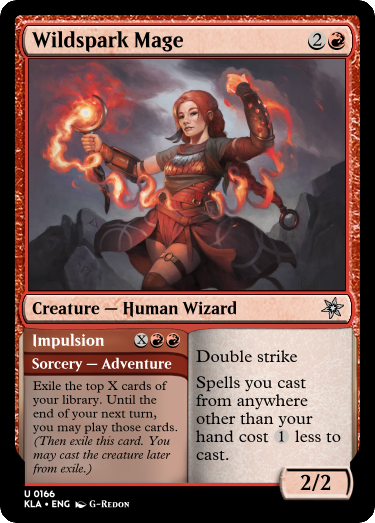 Wildspark Mage 2
Creature — Human Wizard
Impulsion X
Sorcery — Adventure
Exile the top X cards of
your library. Until the
end of your next turn,
you may play those cards.
(Then exile this card. You
may cast the creature later
from exile.)
Double strike
Spells you cast
from anywhere
other than your
hand cost 1 less to
cast.
2/2
U 0166
KLA • ENG G-Redon